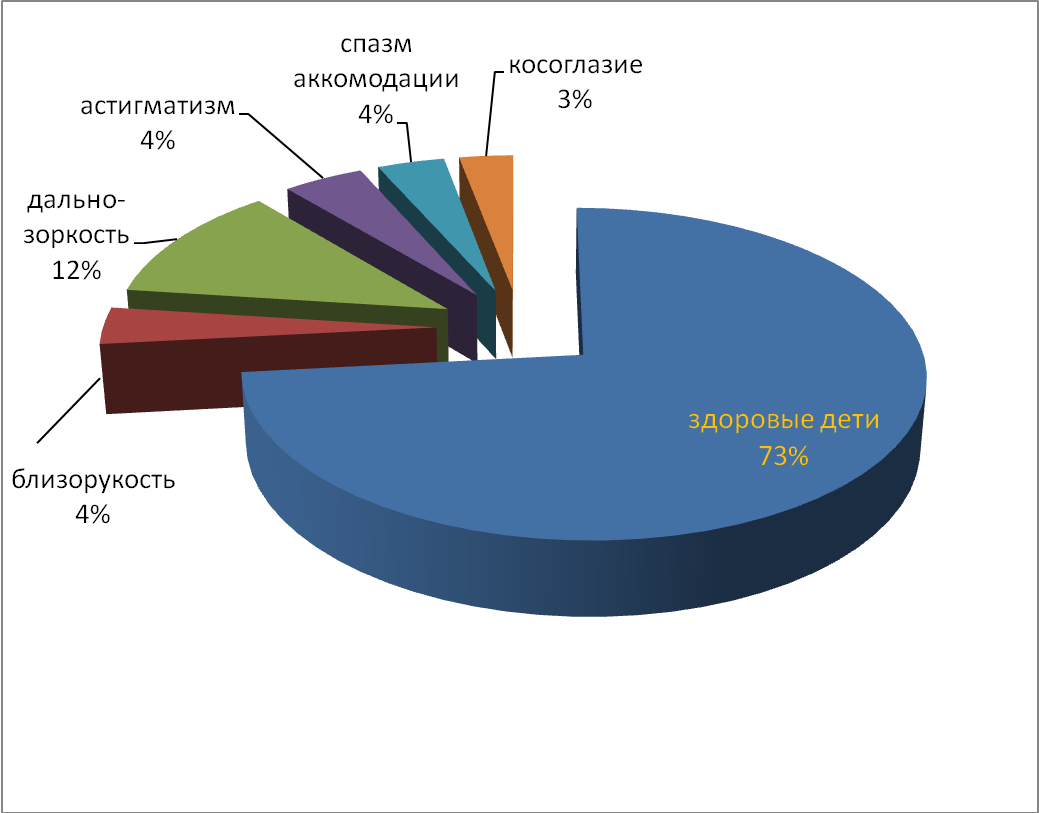 спазм
аккомодации
4%
косоглазие
3%
астигматизм
4%
дально-
зоркость
12%
близорукость
4%
здоровые дети
73%